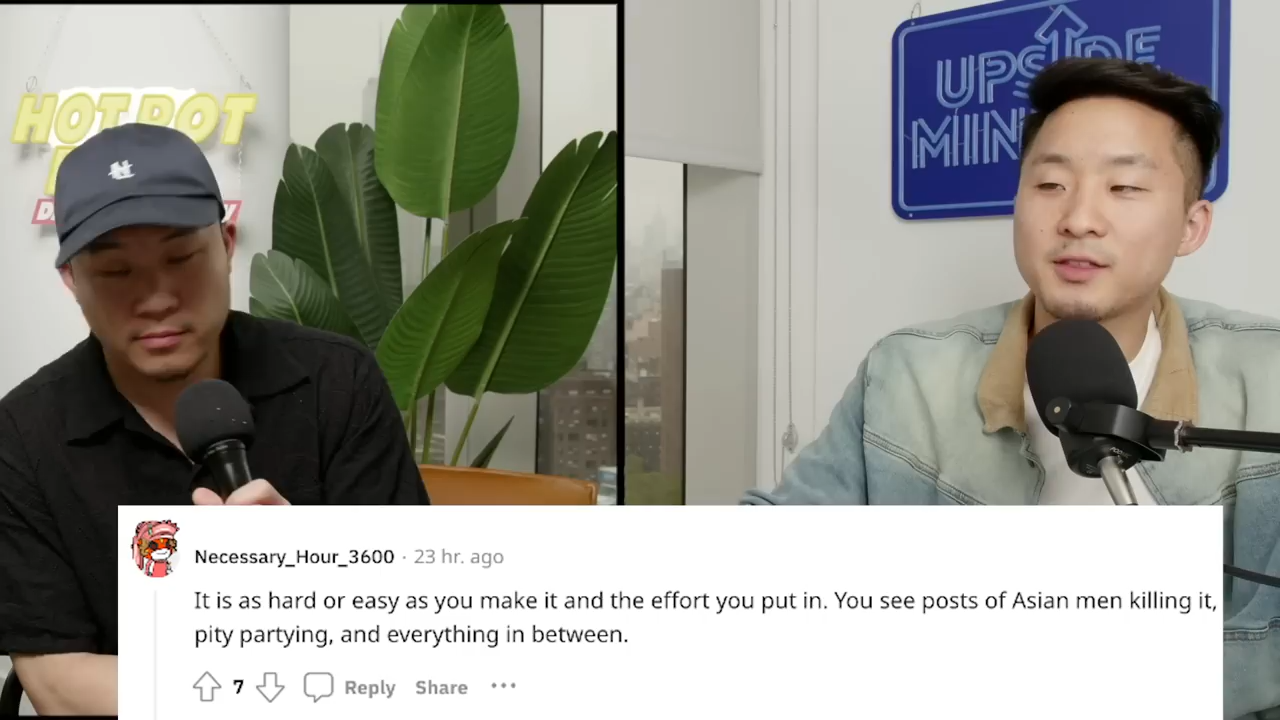 HOT POT
UPSIDE
MIN
Necessary_Hour_3600 · 23 hr. ago
It is as hard or easy as you make it and the effort you put in. You see posts of Asian men killing it,
pity partying, and everything in between.
7 Reply Share ···